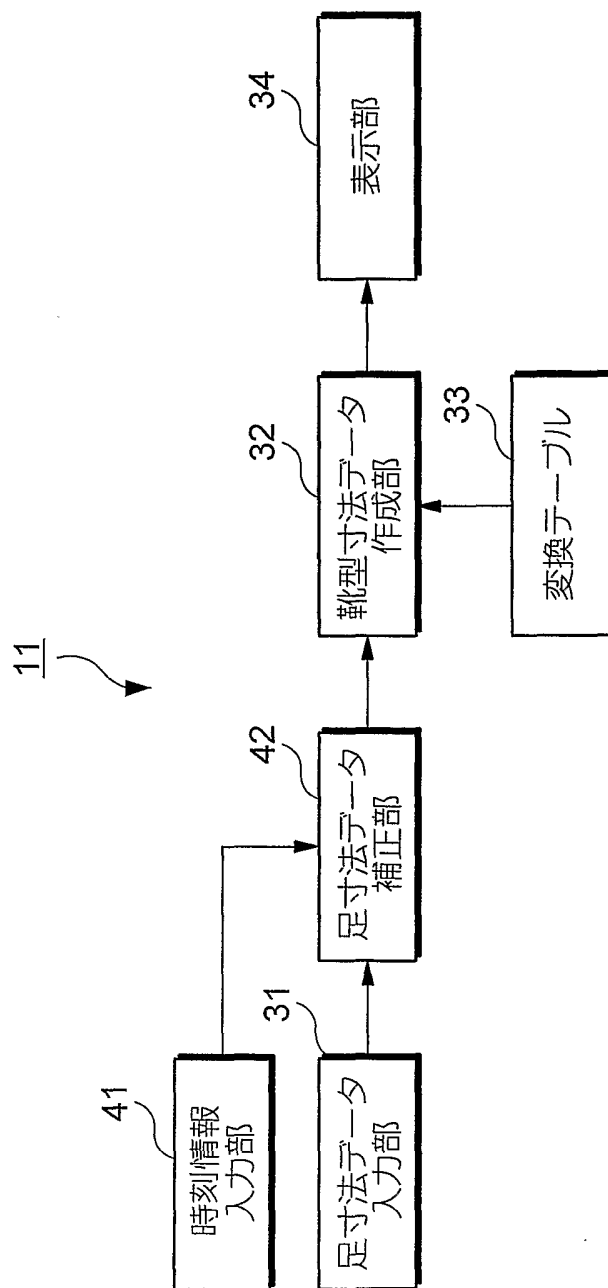 11
41
時刻情報
入力部
31
足寸法データ
入力部
42
足寸法データ
補正部
32
靴型寸法データ
作成部
33
変換テーブル
34
表示部